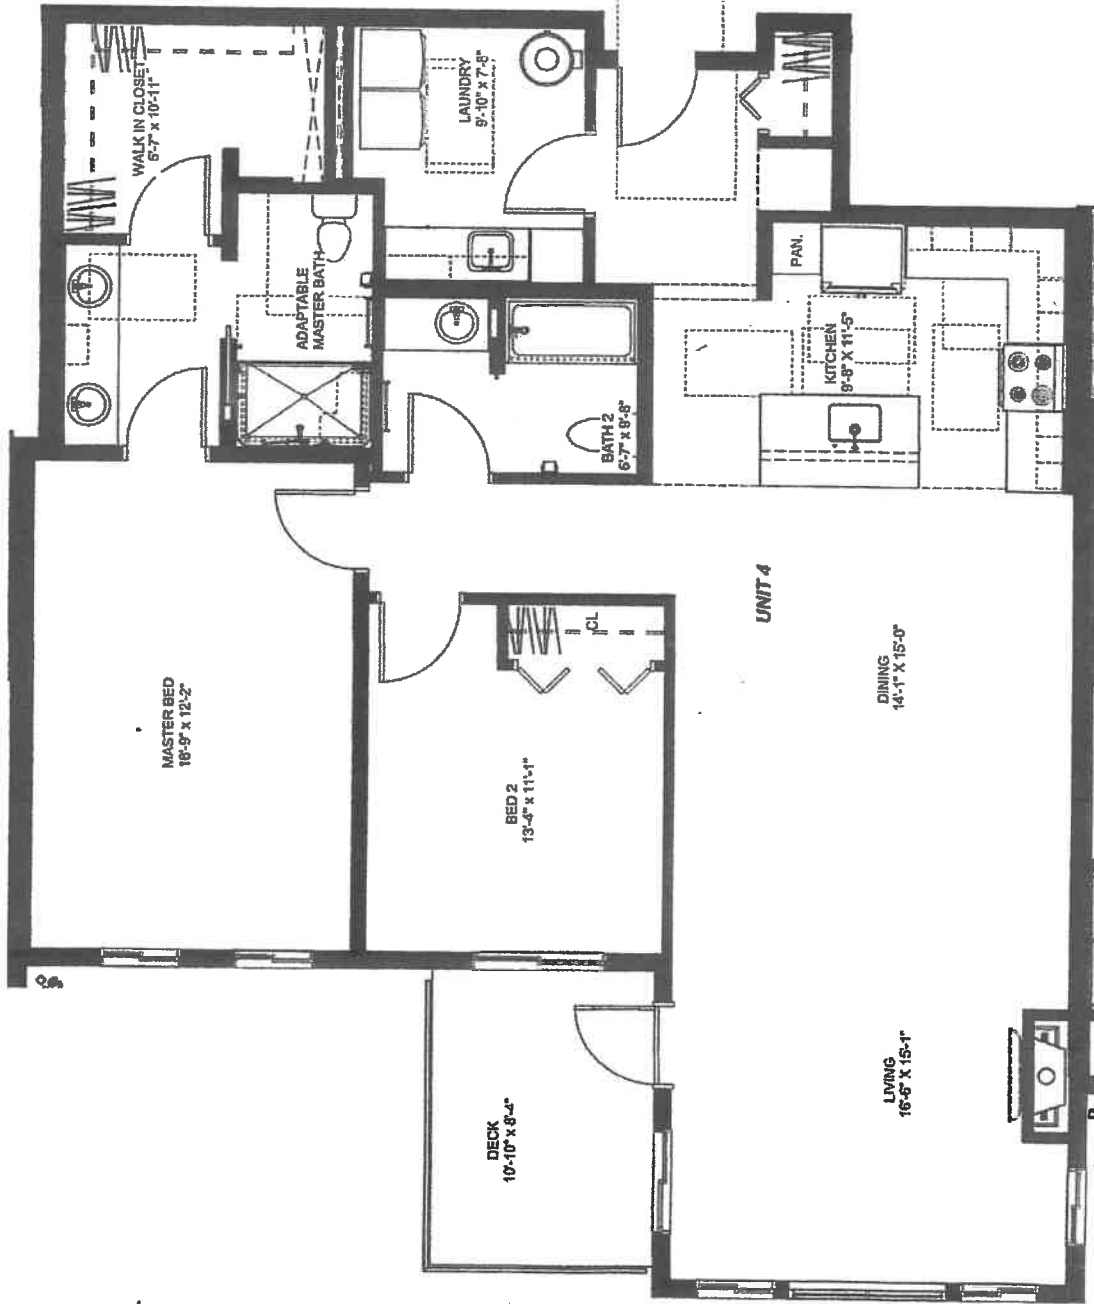 WALK IN CLOSET
5'-7" x 10'-11"
LAUNDRY
9'-10" x 7'-8"
ADAPTABLE
MASTER BATH
PAN.
KITCHEN
9'-8" X 11'-5"
BATH 2
6'-7" x 9'-8"
UNIT 4
CL
MASTER BED
16'-9" x 12'-2"
BED 2
13'-4" x 11'-1"
DINING
14'-1" X 15'-0"
DECK
10'-10" x 8'-4"
LIVING
16'-6" X 15'-1"